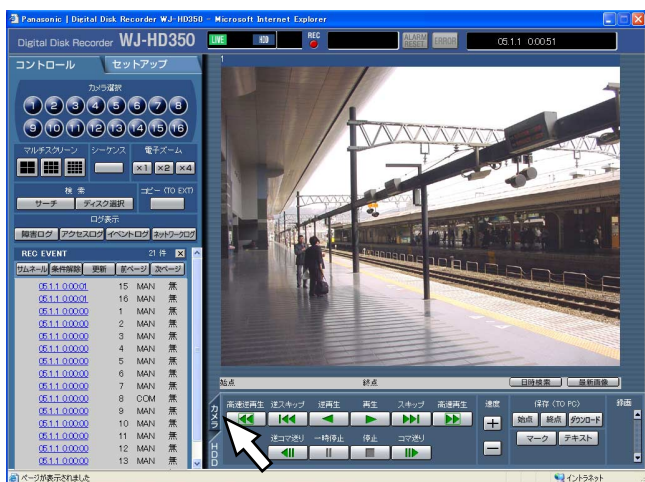 Panasonic | Digital Disk Recorder WJ-HD350 - Microsoft Internet Explorer
Digital Disk Recorder WJ-HD350
LIVE HDD REC ALARM RESET ERROR 05.1.1 0:00:51
コントロール セットアップ
1
カメラ選択
1 2 3 4 5 6 7 8
9 10 11 12 13 14 15 16
マルチスクリーン シーケンス 電子ズーム
×1 ×2 ×4
検 索 コピー (TO EXT)
サーチ ディスク選択
ログ表示
障害ログ アクセスログ イベントログ ネットワークログ
REC EVENT 21 件
サムネール 条件解除 更新 前ページ 次ページ
05.1.1 0:00:01 15 MAN 無
05.1.1 0:00:01 16 MAN 無
05.1.1 0:00:00 1 MAN 無
05.1.1 0:00:00 2 MAN 無
05.1.1 0:00:00 3 MAN 無
05.1.1 0:00:00 4 MAN 無
05.1.1 0:00:00 5 MAN 無
05.1.1 0:00:00 6 MAN 無
05.1.1 0:00:00 7 MAN 無
05.1.1 0:00:00 8 COM 無
05.1.1 0:00:00 9 MAN 無
05.1.1 0:00:00 10 MAN 無
05.1.1 0:00:00 11 MAN 無
05.1.1 0:00:00 12 MAN 無
05.1.1 0:00:00 13 MAN 無
始点 終点 日時検索 最新画像
カメラ
HDD
高速逆再生 逆スキップ 逆再生 再生 スキップ 高速再生 速度 保存 (TO PC) 録画
始点 終点 ダウンロード
逆コマ送り 一時停止 停止 コマ送り マーク テキスト
ページが表示されました イントラネット